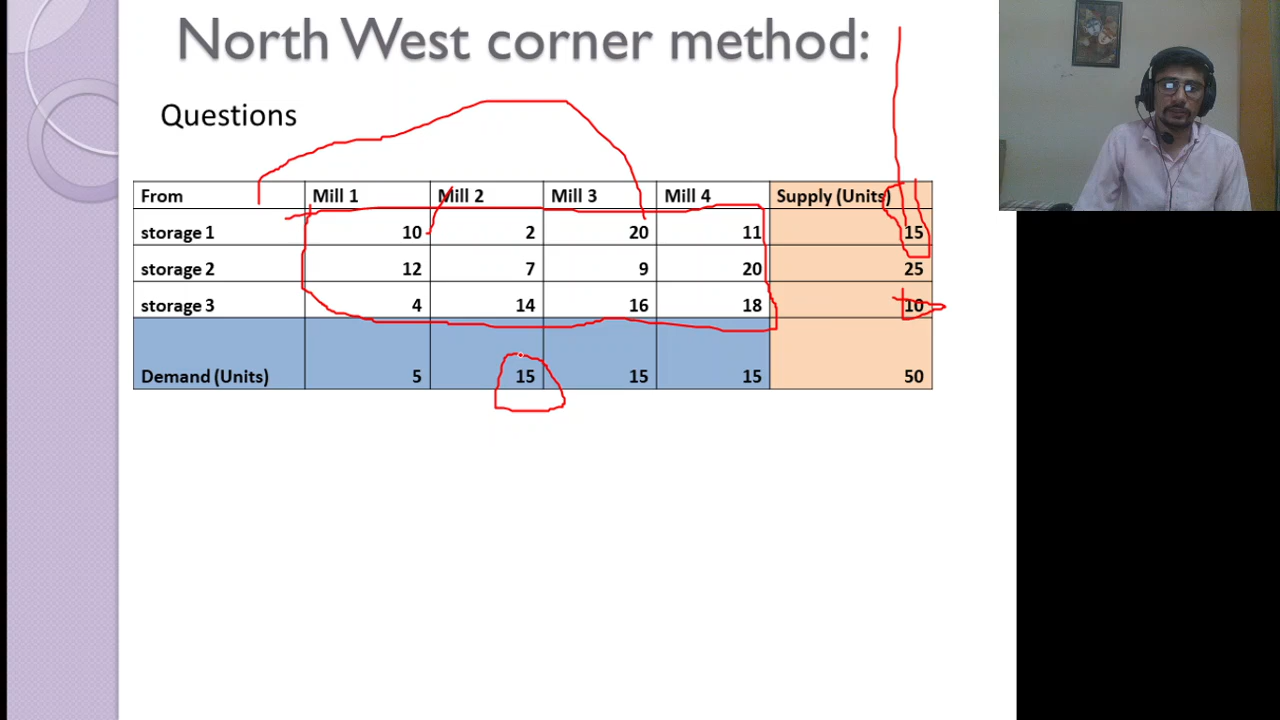 North West corner method:
Questions
From Mill 1 Mill 2 Mill 3 Mill 4 Supply (Units)
storage 1 10 2 20 11 15
storage 2 12 7 9 20 25
storage 3 4 14 16 18 10
Demand (Units) 5 15 15 15 50